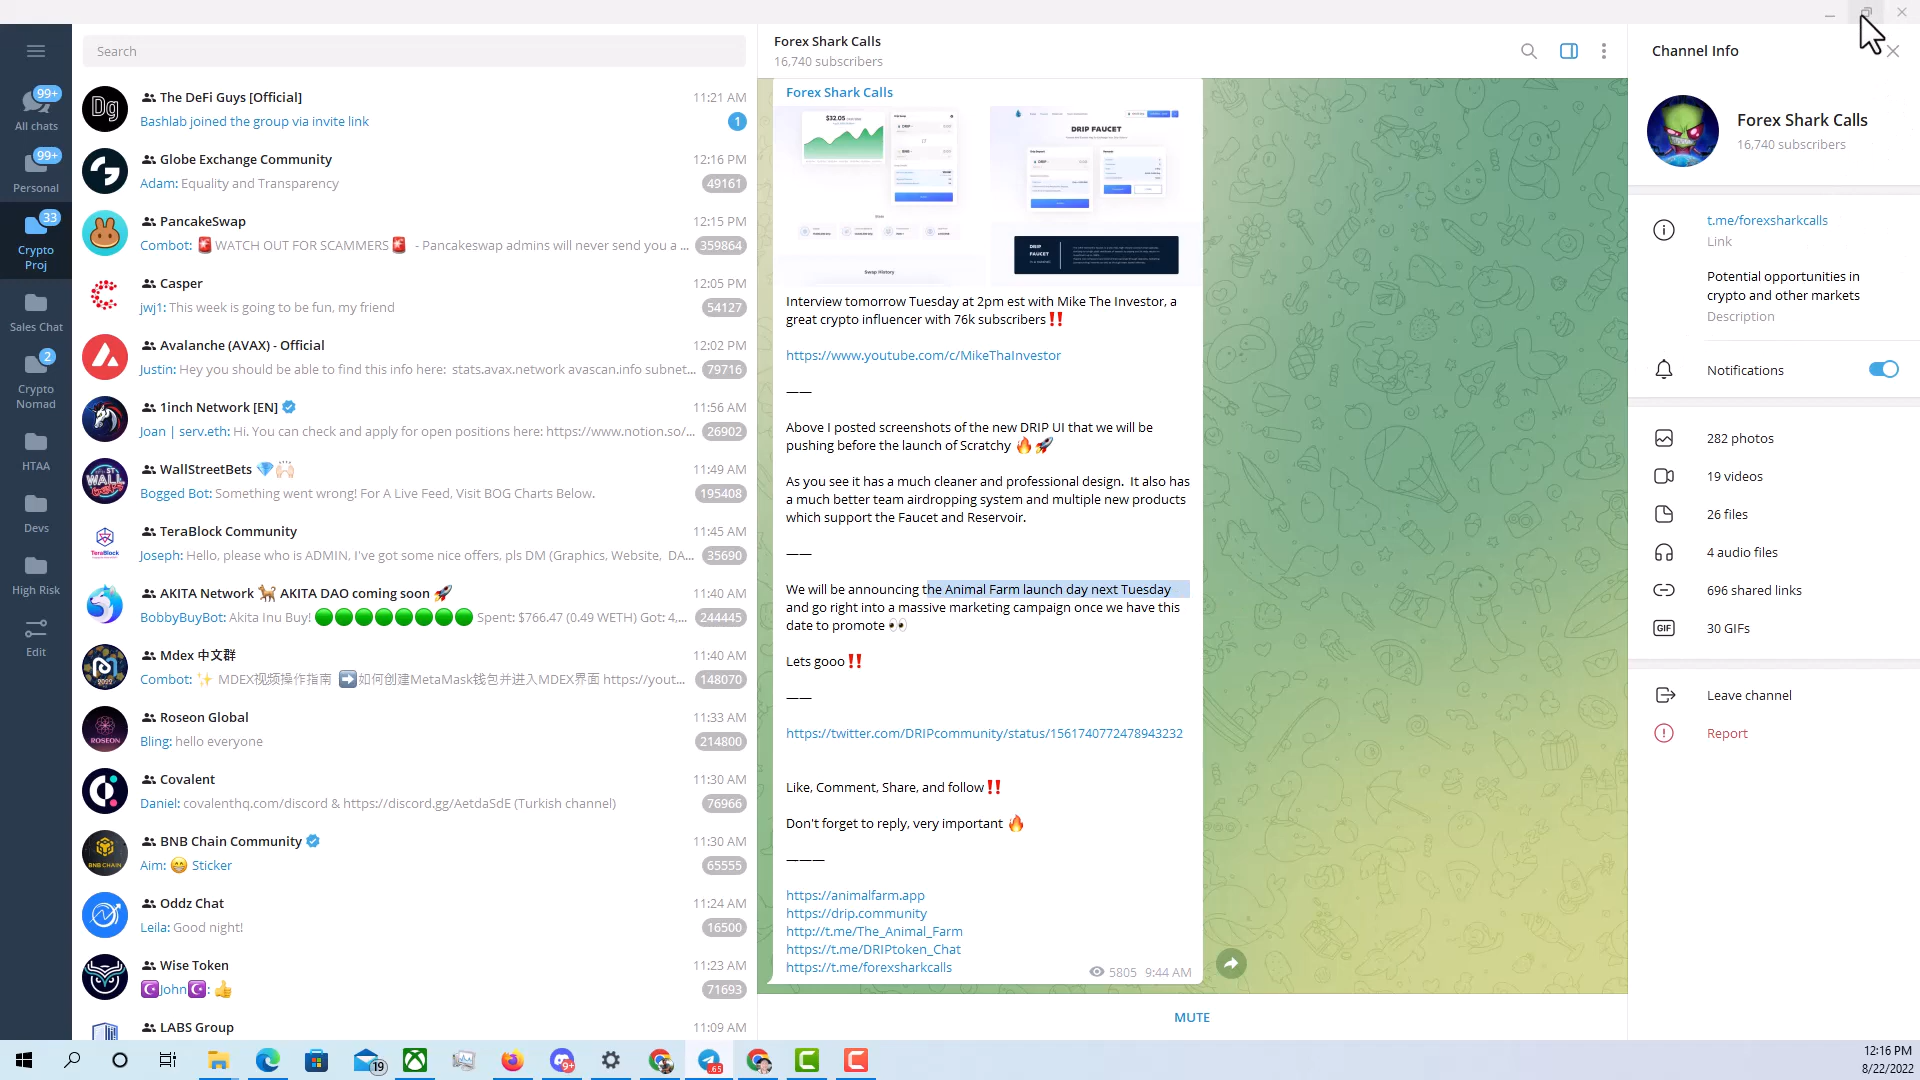 Search
99+
All chats
99+
Personal
33
Crypto
Proj
Sales Chat
2
Crypto
Nomad
HTAA
Devs
High Risk
Edit
The DeFi Guys [Official] 11:21 AM
Bashlab joined the group via invite link 1
Globe Exchange Community 12:16 PM
Adam: Equality and Transparency 49161
PancakeSwap 12:15 PM
Combot: 🚨WATCH OUT FOR SCAMMERS🚨 - Pancakeswap admins will never send you a ... 359864
Casper 12:05 PM
jwj1: This week is going to be fun, my friend 54127
Avalanche (AVAX) - Official 12:02 PM
Justin: Hey you should be able to find this info here: stats.avax.network avascan.info subnet... 79716
1inch Network [EN] 11:56 AM
Joan | serv.eth: Hi. You can check and apply for open positions here: https://www.notion.so/... 26902
WallStreetBets 💎🙌🏻 11:49 AM
Bogged Bot: Something went wrong! For A Live Feed, Visit BOG Charts Below. 195408
TeraBlock Community 11:45 AM
Joseph: Hello, please who is ADMIN, I've got some nice offers, pls DM (Graphics, Website, DA... 35690
AKITA Network 🐕 AKITA DAO coming soon 🚀 11:40 AM
BobbyBuyBot: Akita Inu Buy! 🟢🟢🟢🟢🟢🟢🟢🟢 Spent: $766.47 (0.49 WETH) Got: 4,... 244445
Mdex 中文群 11:40 AM
Combot: ✨ MDEX视频操作指南 ➡️如何创建MetaMask钱包并进入MDEX界面 https://yout... 148070
Roseon Global 11:33 AM
Bling: hello everyone 214800
Covalent 11:30 AM
Daniel: covalenthq.com/discord & https://discord.gg/AetdaSdE (Turkish channel) 76966
BNB Chain Community 11:30 AM
Aim: 😁 Sticker 65555
Oddz Chat 11:24 AM
Leila: Good night! 16500
Wise Token 11:23 AM
☪️John☪️: 👍 71693
LABS Group 11:09 AM
Forex Shark Calls
16,740 subscribers
Forex Shark Calls
$32.05
DRIP FAUCET
DRIP
FAUCET
Swap History
Interview tomorrow Tuesday at 2pm est with Mike The Investor, a
great crypto influencer with 76k subscribers‼️
https://www.youtube.com/c/MikeThaInvestor
——
Above I posted screenshots of the new DRIP UI that we will be
pushing before the launch of Scratchy 🔥🚀
As you see it has a much cleaner and professional design. It also has
a much better team airdropping system and multiple new products
which support the Faucet and Reservoir.
——
We will be announcing the Animal Farm launch day next Tuesday
and go right into a massive marketing campaign once we have this
date to promote 👀
Lets gooo‼️
——
https://twitter.com/DRIPcommunity/status/1561740772478943232
Like, Comment, Share, and follow‼️
Don't forget to reply, very important 🔥
———
https://animalfarm.app
https://drip.community
http://t.me/The_Animal_Farm
https://t.me/DRIPtoken_Chat
https://t.me/forexsharkcalls
5805 9:44 AM
MUTE
Channel Info
Forex Shark Calls
16,740 subscribers
t.me/forexsharkcalls
Link
Potential opportunities in
crypto and other markets
Description
Notifications
282 photos
19 videos
26 files
4 audio files
696 shared links
GIF 30 GIFs
Leave channel
Report
12:16 PM
8/22/2022